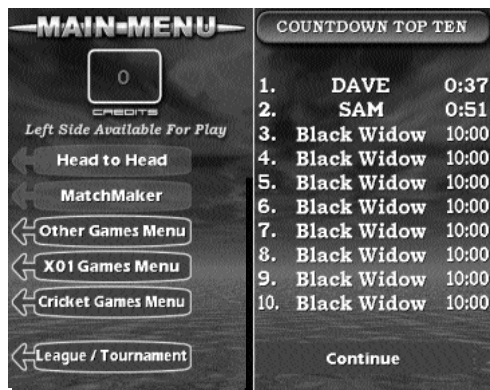 MAIN-MENU
0
CREDITS
Left Side Available For Play
Head to Head
MatchMaker
Other Games Menu
X01 Games Menu
Cricket Games Menu
League / Tournament
COUNTDOWN TOP TEN
1. DAVE 0:37
2. SAM 0:51
3. Black Widow 10:00
4. Black Widow 10:00
5. Black Widow 10:00
6. Black Widow 10:00
7. Black Widow 10:00
8. Black Widow 10:00
9. Black Widow 10:00
10. Black Widow 10:00
Continue